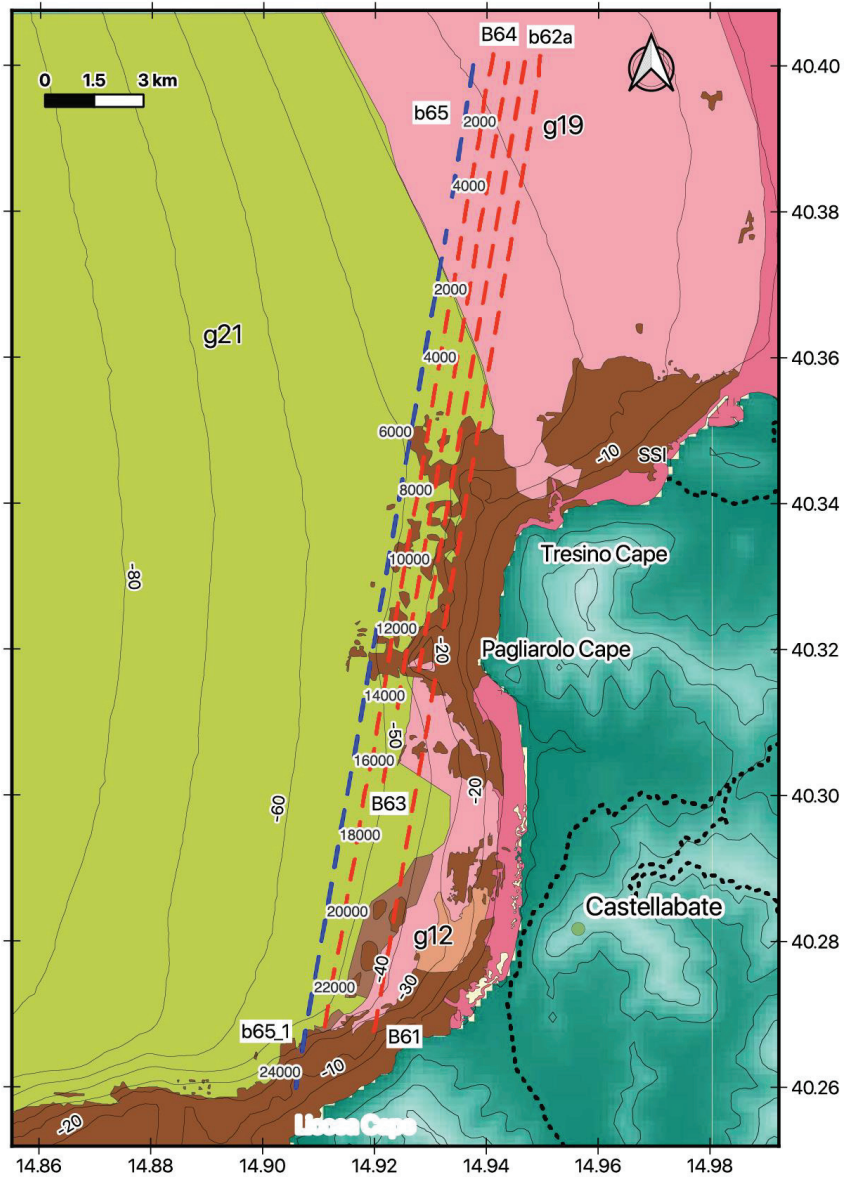 B64 b62a
0 1.5 3 km
40.40
b65
2000
g19
4000
40.38
2000
g21
4000
40.36
6000
-10
SSI
8000
40.34
10000
Tresino Cape
-80
12000
-20
Pagliarolo Cape
40.32
14000
-50
16000
-20
-60
B63
40.30
18000
20000
Castellabate
g12
40.28
-40
22000
-30
b65_1
B61
24000
-10
40.26
-20
Licosa Cape
14.86 14.88 14.90 14.92 14.94 14.96 14.98